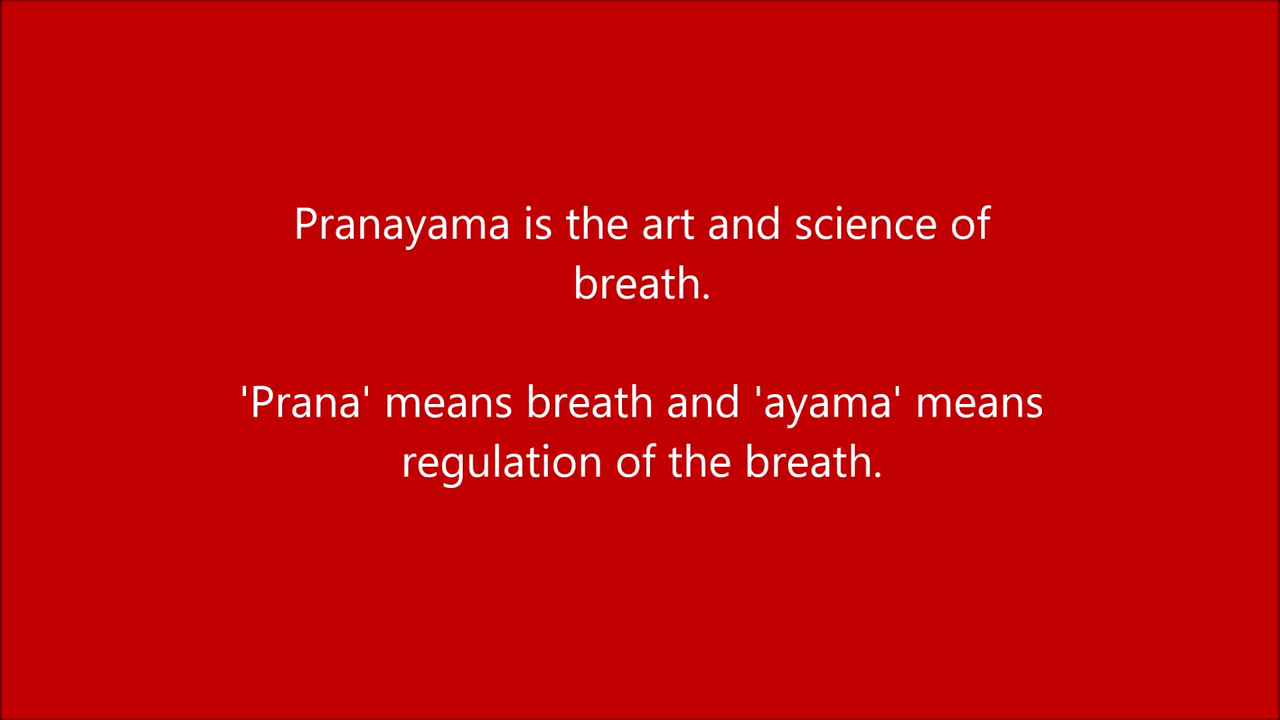 Pranayama is the art and science of
breath.
'Prana' means breath and 'ayama' means
regulation of the breath.